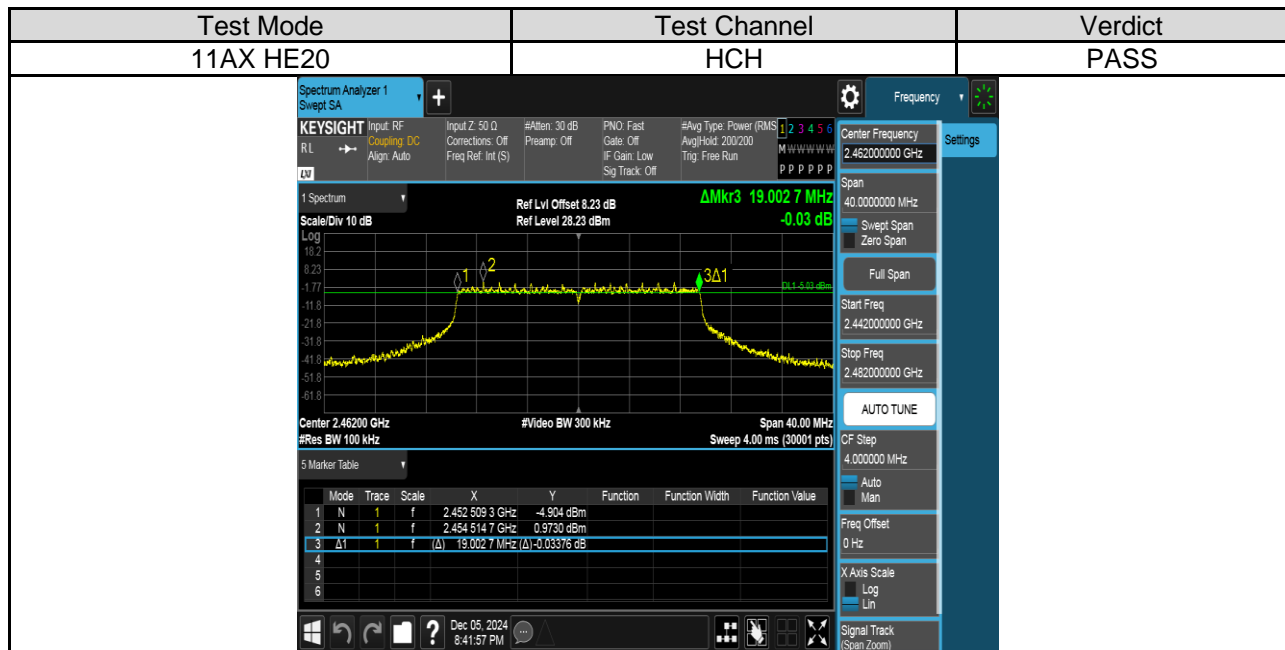 Test Mode Test Channel Verdict
11AX HE20 HCH PASS
Spectrum Analyzer 1
Swept SA
+
Frequency
KEYSIGHT
RL
LXI
Input: RF
Coupling: DC
Align: Auto
Input Z: 50 Ω
Corrections: Off
Freq Ref: Int (S)
#Atten: 30 dB
Preamp: Off
PNO: Fast
Gate: Off
IF Gain: Low
Sig Track: Off
#Avg Type: Power (RMS
Avg|Hold: 200/200
Trig: Free Run
1 2 3 4 5 6
M W W W W W
P P P P P P
1 Spectrum
Scale/Div 10 dB
Ref Lvl Offset 8.23 dB
Ref Level 28.23 dBm
ΔMkr3 19.002 7 MHz
-0.03 dB
Log
18.2
8.23
-1.77
-11.8
-21.8
-31.8
-41.8
-51.8
-61.8
1
2
3Δ1
DL1 -5.03 dBm
Center 2.46200 GHz
#Res BW 100 kHz
#Video BW 300 kHz
Span 40.00 MHz
Sweep 4.00 ms (30001 pts)
5 Marker Table
Mode Trace Scale X Y Function Function Width Function Value
1 N 1 f 2.452 509 3 GHz -4.904 dBm
2 N 1 f 2.454 514 7 GHz 0.9730 dBm
3 Δ1 1 f (Δ) 19.002 7 MHz (Δ) -0.03376 dB
4
5
6
?
Dec 05, 2024
8:41:57 PM
Center Frequency
2.462000000 GHz
Span
40.0000000 MHz
Swept Span
Zero Span
Full Span
Start Freq
2.442000000 GHz
Stop Freq
2.482000000 GHz
AUTO TUNE
CF Step
4.000000 MHz
Auto
Man
Freq Offset
0 Hz
X Axis Scale
Log
Lin
Signal Track
(Span Zoom)
Settings